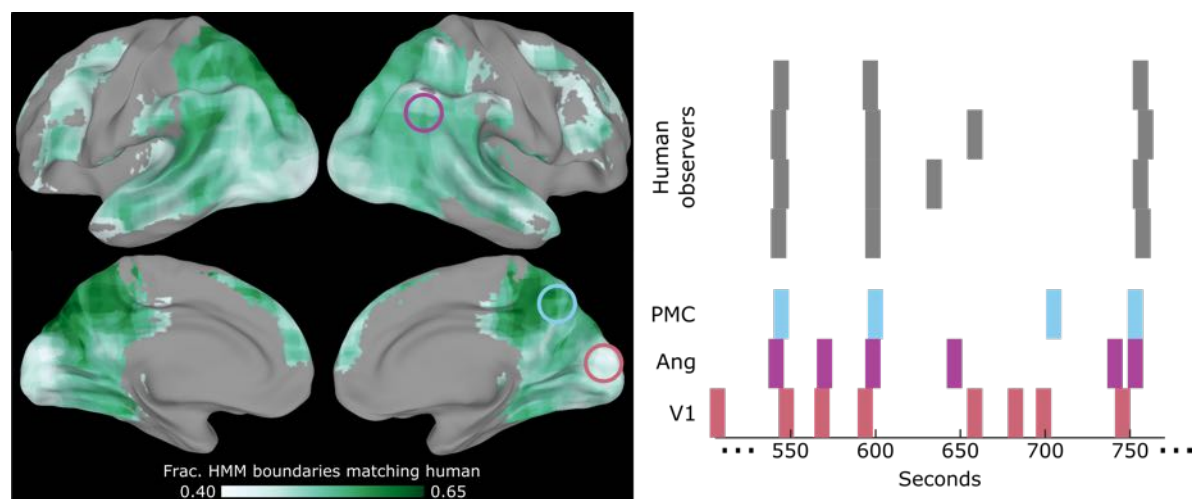 Frac. HMM boundaries matching human
0.40 0.65
Human
observers
PMC
Ang
V1
... 550 600 650 700 750 ...
Seconds